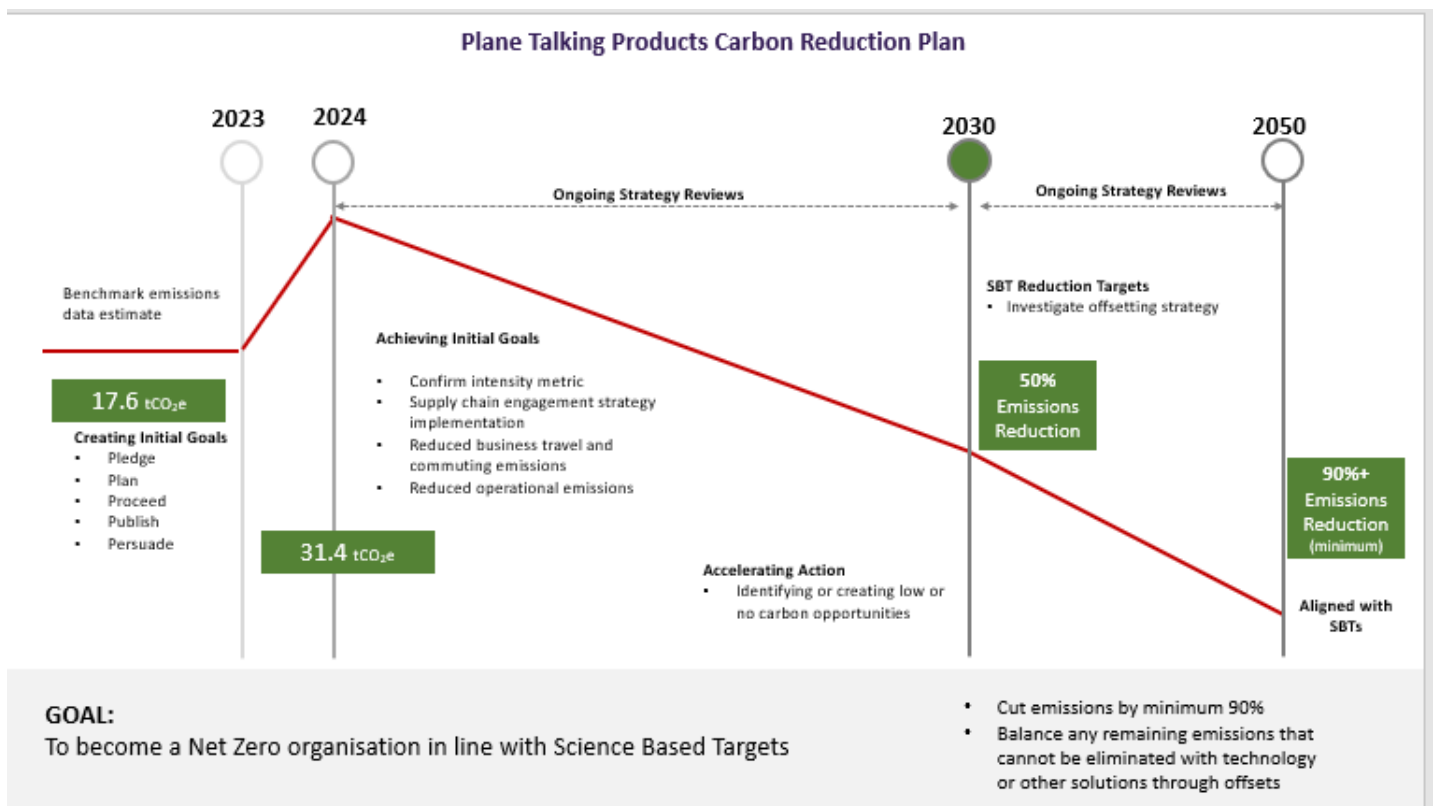 Plane Talking Products Carbon Reduction Plan
2023
2024
2030
2050
Ongoing Strategy Reviews
Ongoing Strategy Reviews
Benchmark emissions
data estimate
17.6 tCO₂e
Creating Initial Goals
▪ Pledge
▪ Plan
▪ Proceed
▪ Publish
▪ Persuade
31.4 tCO₂e
Achieving Initial Goals
▪ Confirm intensity metric
▪ Supply chain engagement strategy
implementation
▪ Reduced business travel and
commuting emissions
▪ Reduced operational emissions
Accelerating Action
▪ Identifying or creating low or
no carbon opportunities
SBT Reduction Targets
▪ Investigate offsetting strategy
50%
Emissions
Reduction
90%+
Emissions
Reduction
(minimum)
Aligned with
SBTs
GOAL:
To become a Net Zero organisation in line with Science Based Targets
• Cut emissions by minimum 90%
• Balance any remaining emissions that
cannot be eliminated with technology
or other solutions through offsets